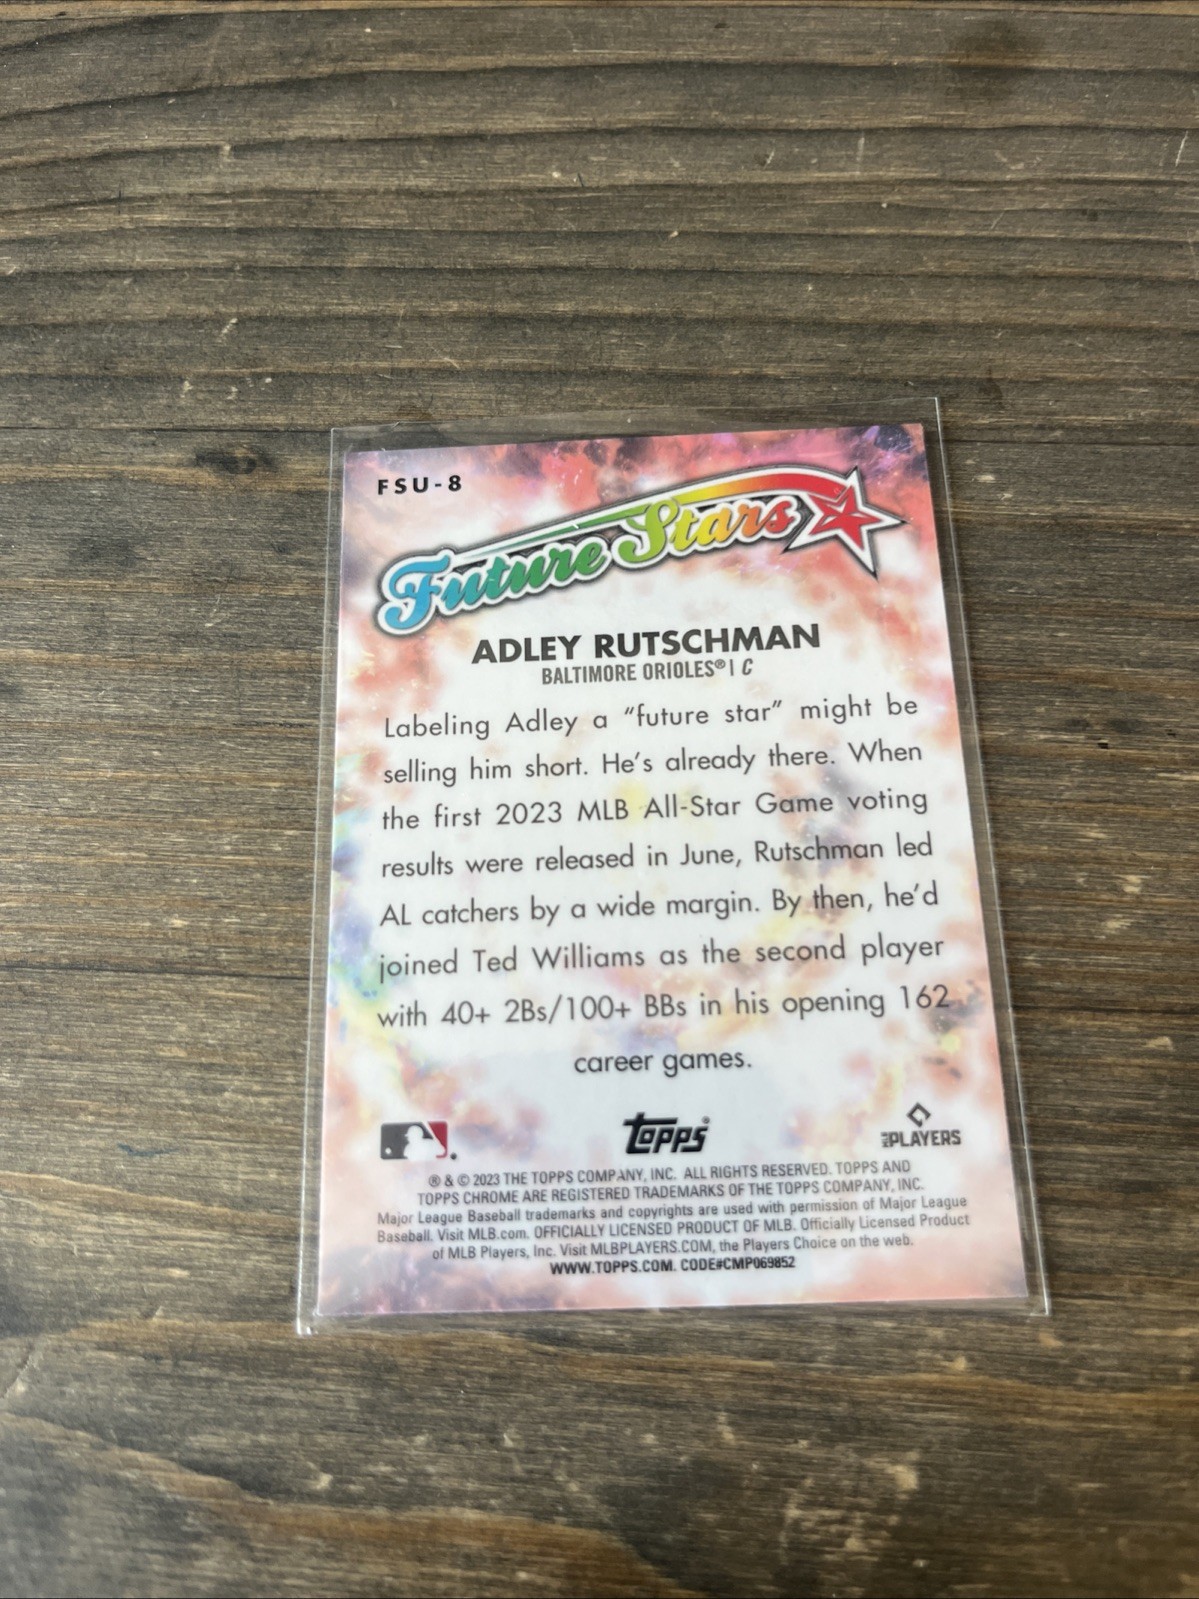 FSU-8
Future Stars
ADLEY RUTSCHMAN
BALTIMORE ORIOLES® | C
Labeling Adley a “future star” might be
selling him short. He’s already there. When
the first 2023 MLB All-Star Game voting
results were released in June, Rutschman led
AL catchers by a wide margin. By then, he’d
joined Ted Williams as the second player
with 40+ 2Bs/100+ BBs in his opening 162
career games.
topps®
MLB PLAYERS
® & © 2023 THE TOPPS COMPANY, INC. ALL RIGHTS RESERVED. TOPPS AND
TOPPS CHROME ARE REGISTERED TRADEMARKS OF THE TOPPS COMPANY, INC.
Major League Baseball trademarks and copyrights are used with permission of Major League
Baseball. Visit MLB.com. OFFICIALLY LICENSED PRODUCT OF MLB. Officially Licensed Product
of MLB Players, Inc. Visit MLBPLAYERS.COM, the Players Choice on the web.
WWW.TOPPS.COM. CODE#CMP069852